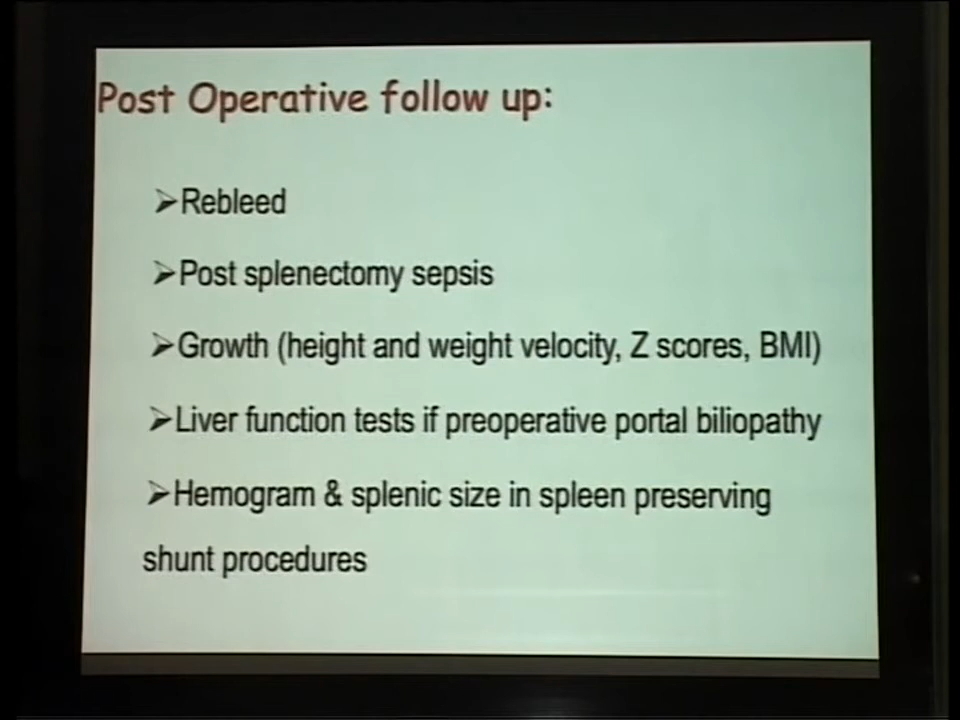 Post Operative follow up:
➢Rebleed
➢Post splenectomy sepsis
➢Growth (height and weight velocity, Z scores, BMI)
➢Liver function tests if preoperative portal biliopathy
➢Hemogram & splenic size in spleen preserving
shunt procedures